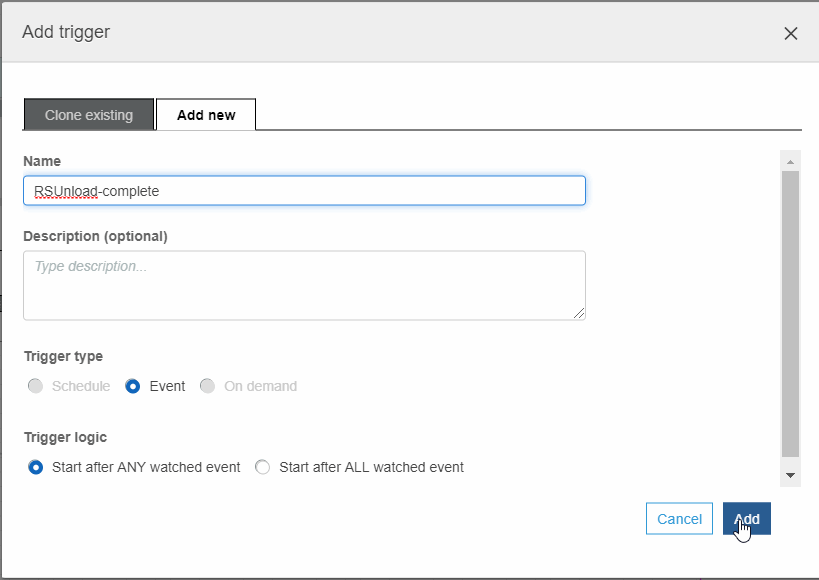 Add trigger
Clone existing
Add new
Name
RSUnload-complete
Description (optional)
Type description...
Trigger type
Schedule Event On demand
Trigger logic
Start after ANY watched event Start after ALL watched event
Cancel Add